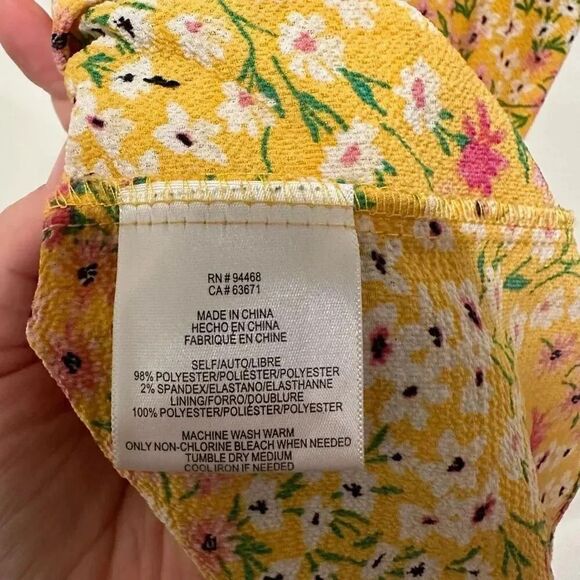 RN# 94468
CA# 63671
MADE IN CHINA
HECHO EN CHINA
FABRIQUÉ EN CHINE
SELF/AUTO/LIBRE
98% POLYESTER/POLIÉSTER/POLYESTER
2% SPANDEX/ELASTANO/ELASTHANNE
LINING/FORRO/DOUBLURE
100% POLYESTER/POLIÉSTER/POLYESTER
MACHINE WASH WARM
ONLY NON-CHLORINE BLEACH WHEN NEEDED
TUMBLE DRY MEDIUM
COOL IRON IF NEEDED